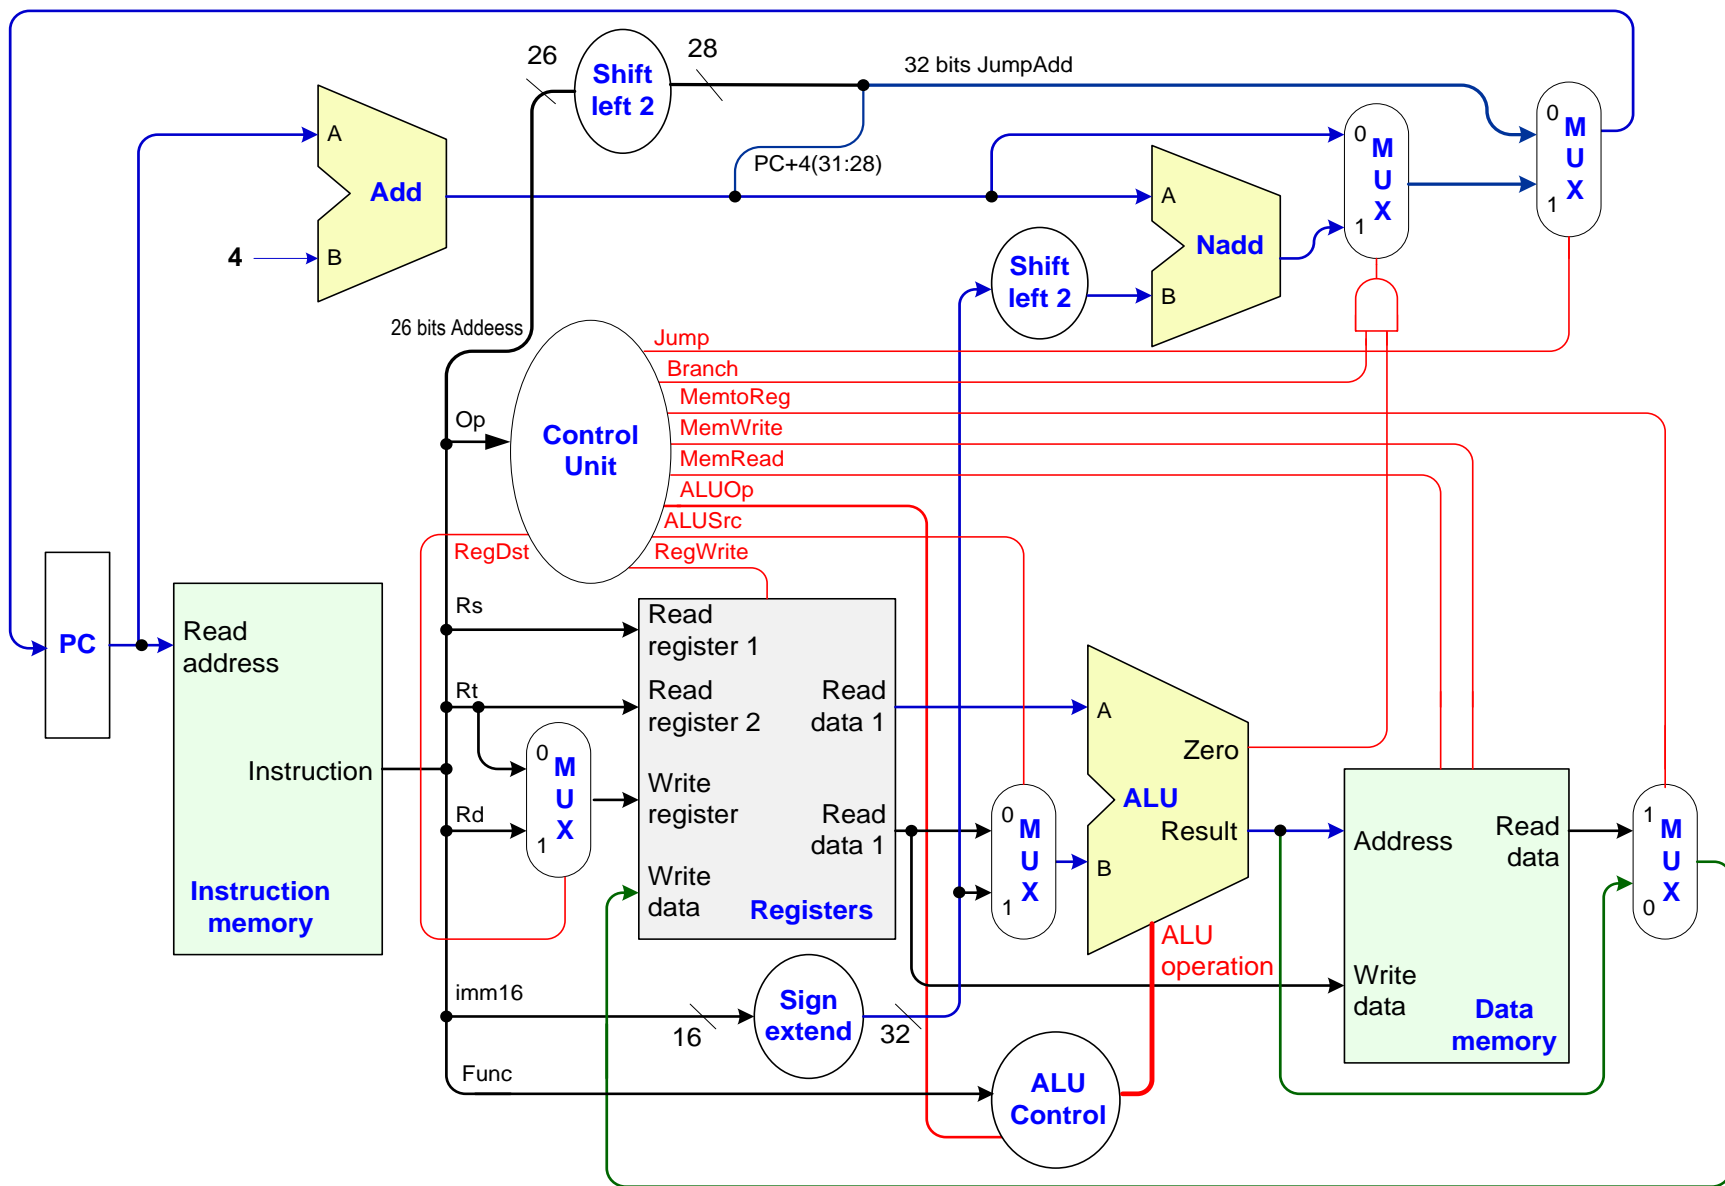 26
Shift
left 2
28
32 bits JumpAdd
0
M
U
X
1
A
Add
B
4
PC+4(31:28)
0
M
U
X
1
A
Nadd
B
Shift
left 2
26 bits Addeess
Jump
Branch
MemtoReg
MemWrite
MemRead
ALUOp
ALUSrc
RegWrite
RegDst
Op
Control
Unit
PC
Read
address
Instruction
Instruction
memory
Rs
Rt
Rd
0
M
U
X
1
Read
register 1
Read
register 2
Write
register
Write
data
Read
data 1
Read
data 1
Registers
0
M
U
X
1
A
Zero
ALU
Result
B
ALU
operation
Address
Read
data
Write
data
Data
memory
1
M
U
X
0
imm16
16
Sign
extend
32
Func
ALU
Control